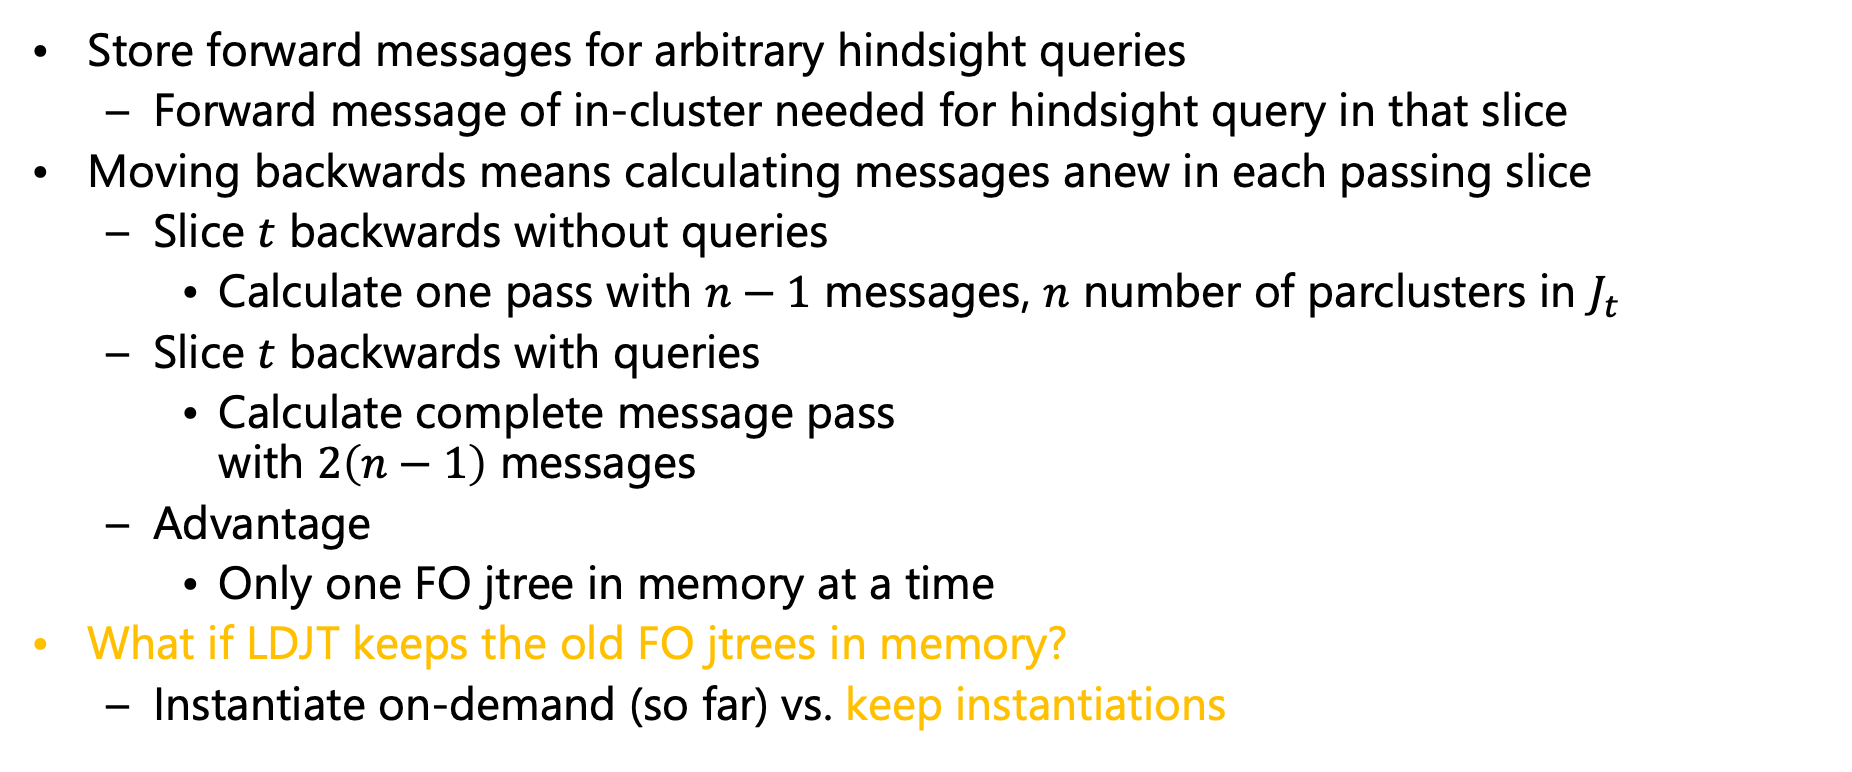 • Store forward messages for arbitrary hindsight queries
– Forward message of in-cluster needed for hindsight query in that slice
• Moving backwards means calculating messages anew in each passing slice
– Slice 𝑡 backwards without queries
• Calculate one pass with 𝑛 − 1 messages, 𝑛 number of parclusters in 𝐽ₜ
– Slice 𝑡 backwards with queries
• Calculate complete message pass
with 2(𝑛 − 1) messages
– Advantage
• Only one FO jtree in memory at a time
• What if LDJT keeps the old FO jtrees in memory?
– Instantiate on-demand (so far) vs. keep instantiations